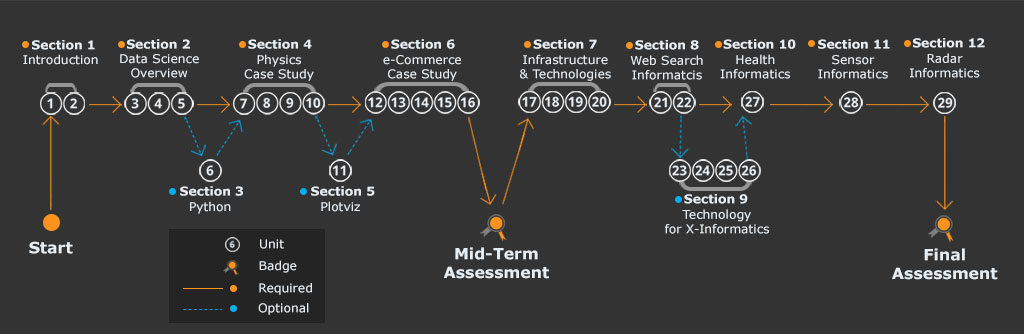 Section 1
Introduction
1 2
Section 2
Data Science
Overview
3 4 5
Section 4
Physics
Case Study
7 8 9 10
Section 6
e-Commerce
Case Study
12 13 14 15 16
Section 7
Infrastructure
& Technologies
17 18 19 20
Section 8
Web Search
Informatcis
21 22
Section 10
Health
Informatics
27
Section 11
Sensor
Informatics
28
Section 12
Radar
Informatics
29
6
Section 3
Python
11
Section 5
Plotviz
23 24 25 26
Section 9
Technology
for X-Informatics
Start
Mid-Term
Assessment
Final
Assessment
6 Unit
Badge
Required
Optional